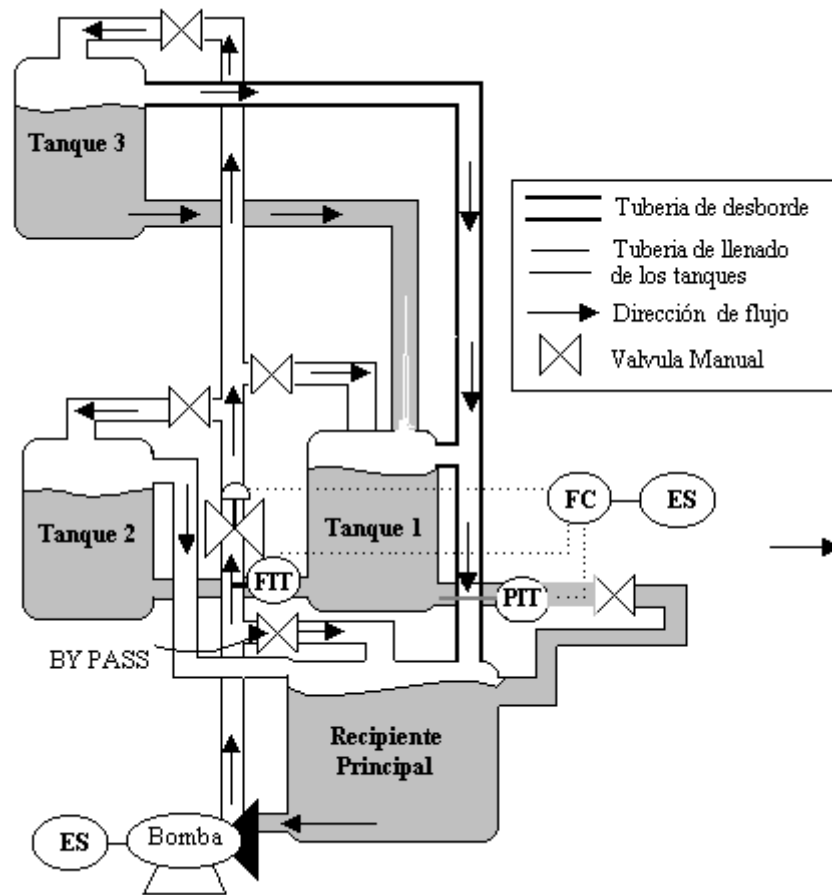 Tanque 3
Tuberia de desborde
Tuberia de llenado
de los tanques
Dirección de flujo
Valvula Manual
Tanque 2
Tanque 1
FC
ES
FIT
PIT
BY PASS
Recipiente
Principal
ES
Bomba